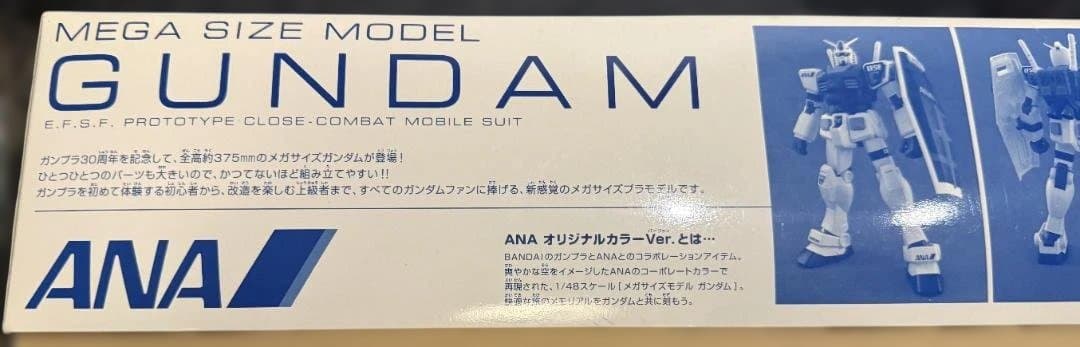 MEGA SIZE MODEL
GUNDAM
E.F.S.F. PROTOTYPE CLOSE-COMBAT MOBILE SUIT
ガンプラ30周年を記念して、全高約375mmのメガサイズガンダムが登場!
ひとつひとつのパーツも大きいので、かつてないほど組み立てやすい!!
ガンプラを初めて体験する初心者から、改造を楽しむ上級者まで、すべてのガンダムファンに捧げる、新感覚のメガサイズプラモデルです。
ANA
ANA オリジナルカラーVer.とは…
BANDAIのガンプラとANAとのコラボレーションアイテム。
爽やかな空をイメージしたANAのコーポレートカラーで
再現された、1/48スケール[メガサイズモデル ガンダム]。
快適な旅のメモリアルをガンダムと共に刻もう。